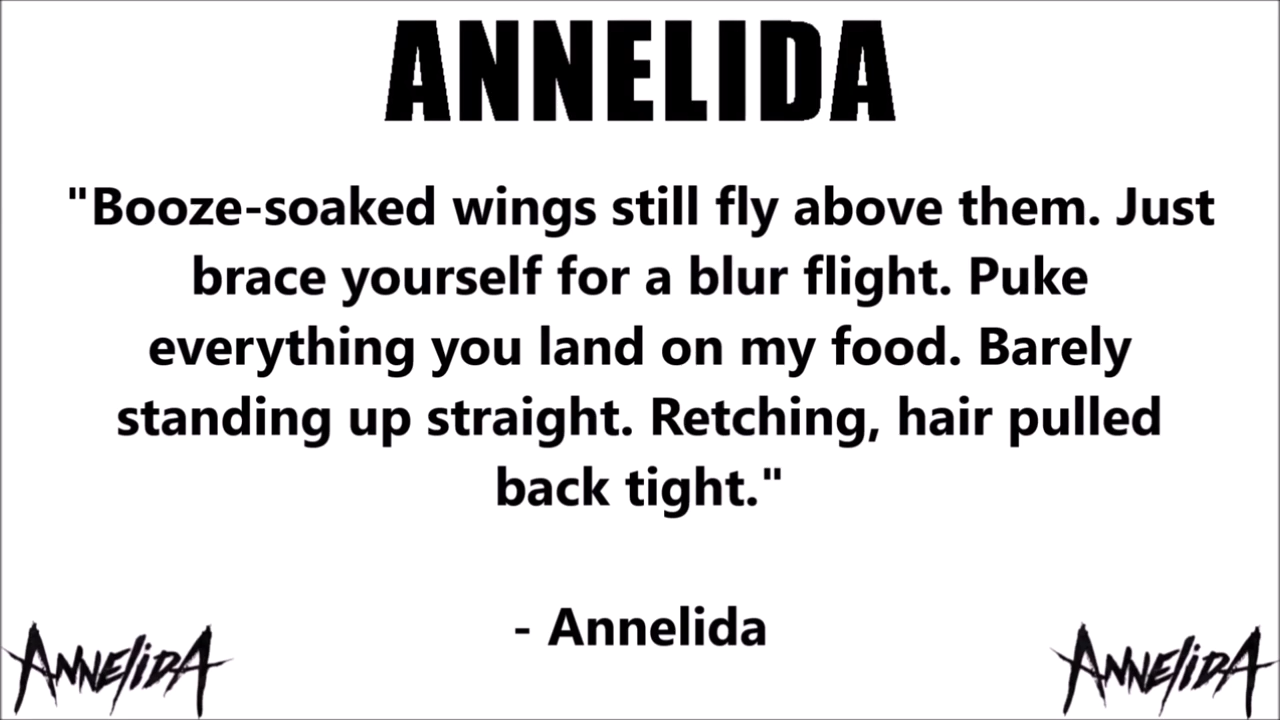 ANNELIDA
"Booze-soaked wings still fly above them. Just
brace yourself for a blur flight. Puke
everything you land on my food. Barely
standing up straight. Retching, hair pulled
back tight."
- Annelida
ANNELIDA
ANNELIDA